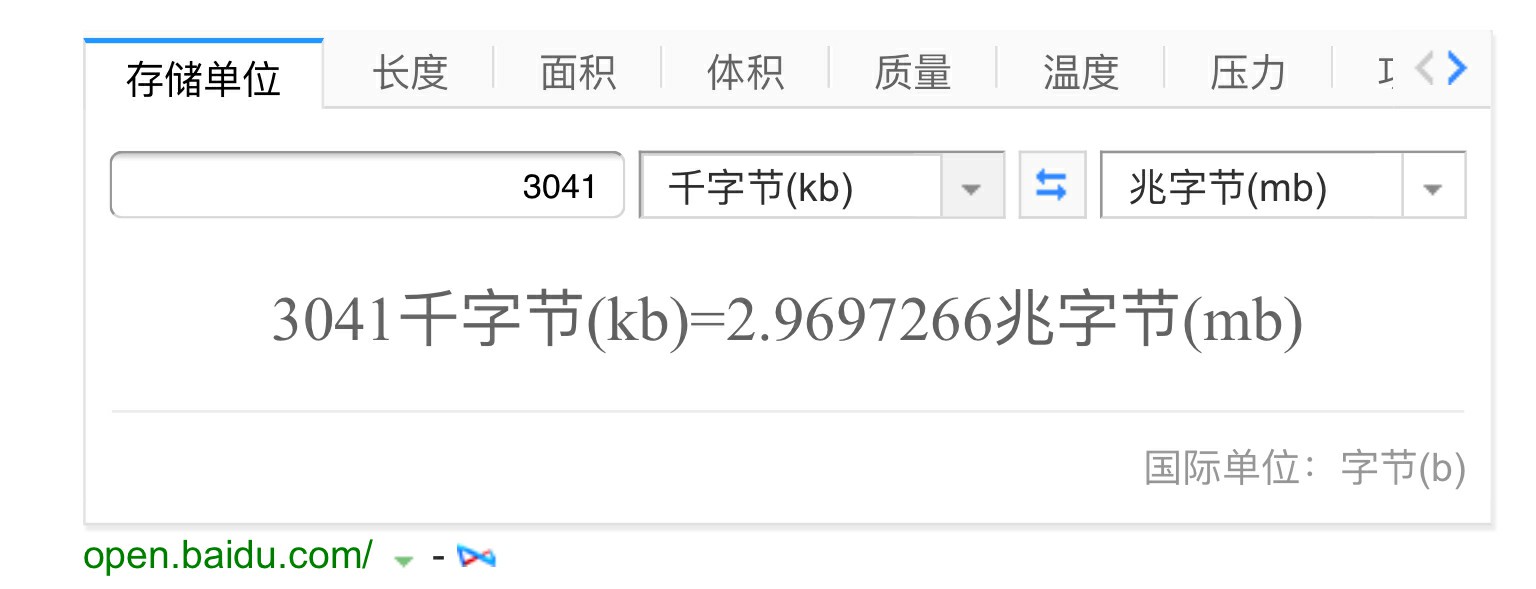 存储单位 长度 面积 体积 质量 温度 压力
3041 千字节(kb) 兆字节(mb)
3041千字节(kb)=2.9697266兆字节(mb)
国际单位：字节(b)
open.baidu.com/ -